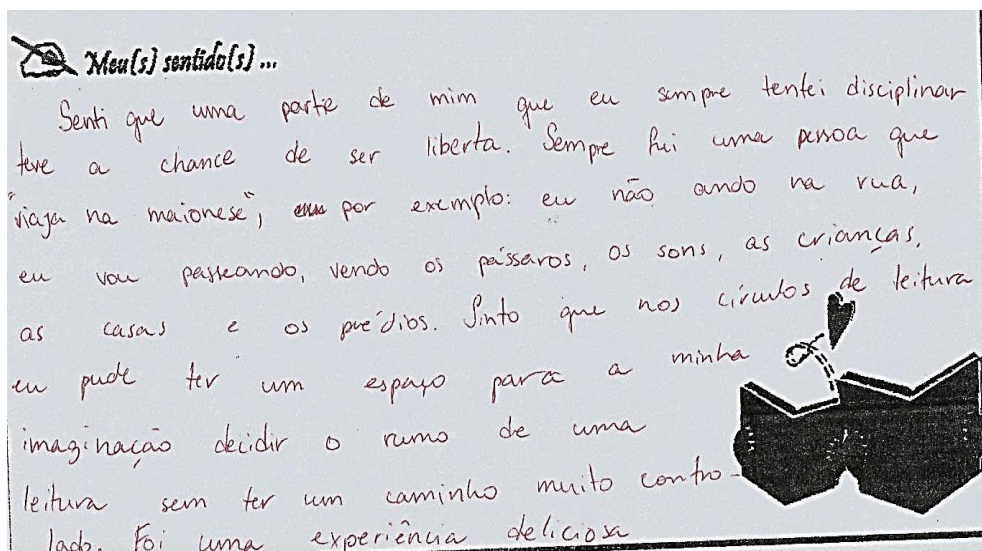 Meu(s) sentido(s)...
Senti que uma parte de mim que eu sempre tentei disciplinar
teve a chance de ser liberta. Sempre fui uma pessoa que
"viaja na maionese", por exemplo: eu não ando na rua,
eu vou passeando, vendo os pássaros, os sons, as crianças,
as casas e os prédios. Sinto que nos círculos de leitura
eu pude ter um espaço para a minha
imaginação decidir o rumo de uma
leitura sem ter um caminho muito contro-
lado. Foi uma experiência deliciosa